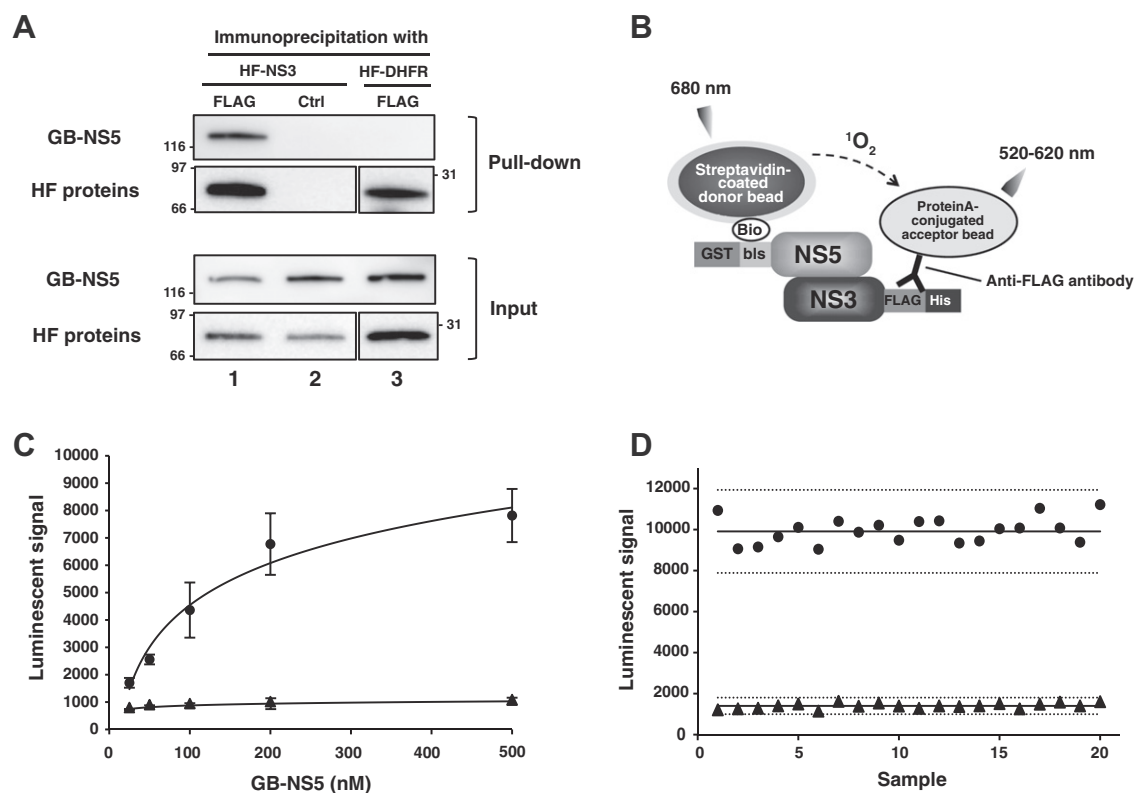 A
Immunoprecipitation with
HF-NS3 HF-DHFR
FLAG Ctrl FLAG
GB-NS5
116
97
HF proteins
66
31
Pull-down
GB-NS5
116
97
HF proteins
66
31
Input
1 2 3
B
680 nm
¹O₂
520-620 nm
Streptavidin-
coated
donor bead
ProteinA-
conjugated
acceptor bead
Bio
GST bls NS5
Anti-FLAG antibody
NS3 FLAG His
C
Luminescent signal
10000
9000
8000
7000
6000
5000
4000
3000
2000
1000
0
0 100 200 300 400 500
GB-NS5 (nM)
D
Luminescent signal
12000
10000
8000
6000
4000
2000
0
0 5 10 15 20
Sample